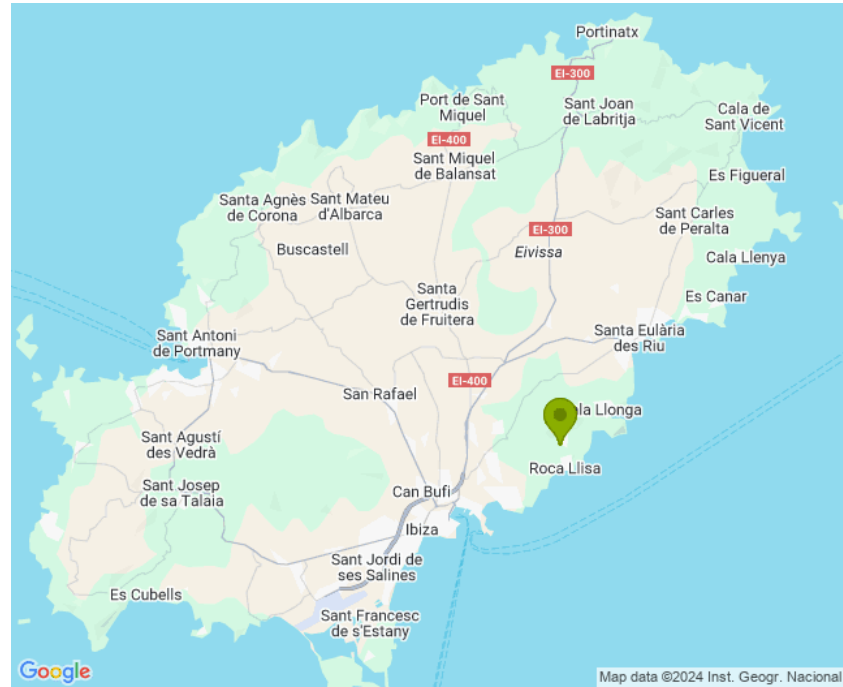 Portinatx
EI-300
Port de Sant
Miquel
Sant Joan
de Labritja
Cala de
Sant Vicent
EI-400
Sant Miquel
de Balansat
Es Figueral
Santa Agnès
de Corona
Sant Mateu
d'Albarca
Sant Carles
de Peralta
EI-300
Buscastell
Eivissa
Cala Llenya
Santa
Gertrudis
de Fruitera
Es Canar
Sant Antoni
de Portmany
Santa Eulària
des Riu
EI-400
San Rafael
ala Llonga
Sant Agustí
des Vedrà
Roca Llisa
Sant Josep
de sa Talaia
Can Bufí
Ibiza
Sant Jordi de
ses Salines
Es Cubells
Sant Francesc
de s'Estany
Google
Map data ©2024 Inst. Geogr. Nacional